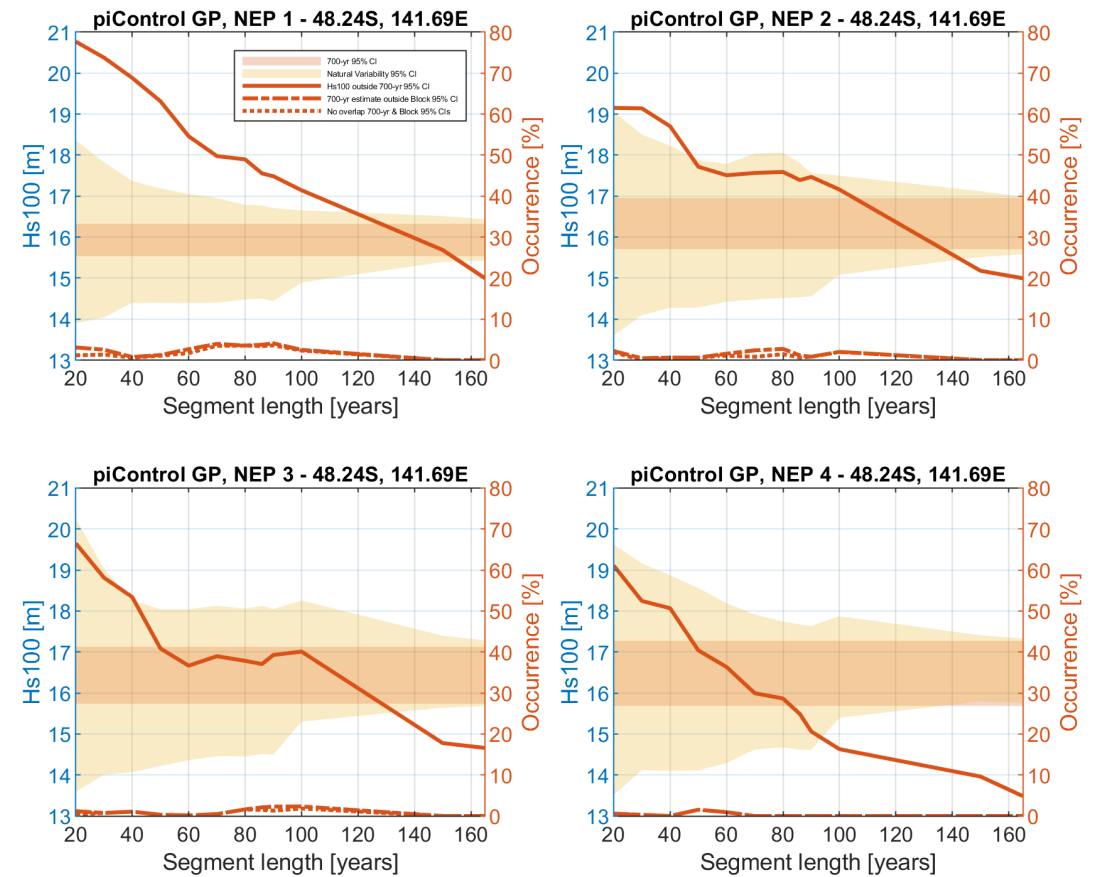 piControl GP, NEP 1 - 48.24S, 141.69E
21
20
19
18
17
16
15
14
13
Hs100 [m]
80
70
60
50
40
30
20
10
0
Occurrence [%]
700-yr 95% CI
Natural Variability 95% CI
Hs100 outside 700-yr 95% CI
700-yr estimate outside Block 95% CI
No overlap 700-yr & Block 95% CIs
20 40 60 80 100 120 140 160
Segment length [years]
piControl GP, NEP 2 - 48.24S, 141.69E
21
20
19
18
17
16
15
14
13
Hs100 [m]
80
70
60
50
40
30
20
10
0
Occurrence [%]
20 40 60 80 100 120 140 160
Segment length [years]
piControl GP, NEP 3 - 48.24S, 141.69E
21
20
19
18
17
16
15
14
13
Hs100 [m]
80
70
60
50
40
30
20
10
0
Occurrence [%]
20 40 60 80 100 120 140 160
Segment length [years]
piControl GP, NEP 4 - 48.24S, 141.69E
21
20
19
18
17
16
15
14
13
Hs100 [m]
80
70
60
50
40
30
20
10
0
Occurrence [%]
20 40 60 80 100 120 140 160
Segment length [years]